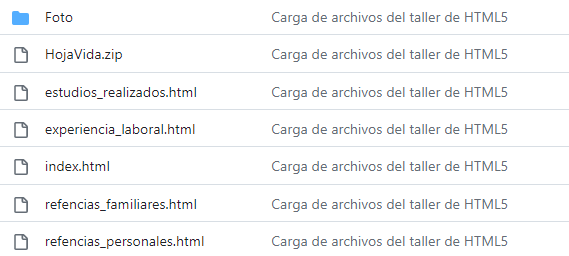 Foto Carga de archivos del taller de HTML5
HojaVida.zip Carga de archivos del taller de HTML5
estudios_realizados.html Carga de archivos del taller de HTML5
experiencia_laboral.html Carga de archivos del taller de HTML5
index.html Carga de archivos del taller de HTML5
refencias_familiares.html Carga de archivos del taller de HTML5
refencias_personales.html Carga de archivos del taller de HTML5